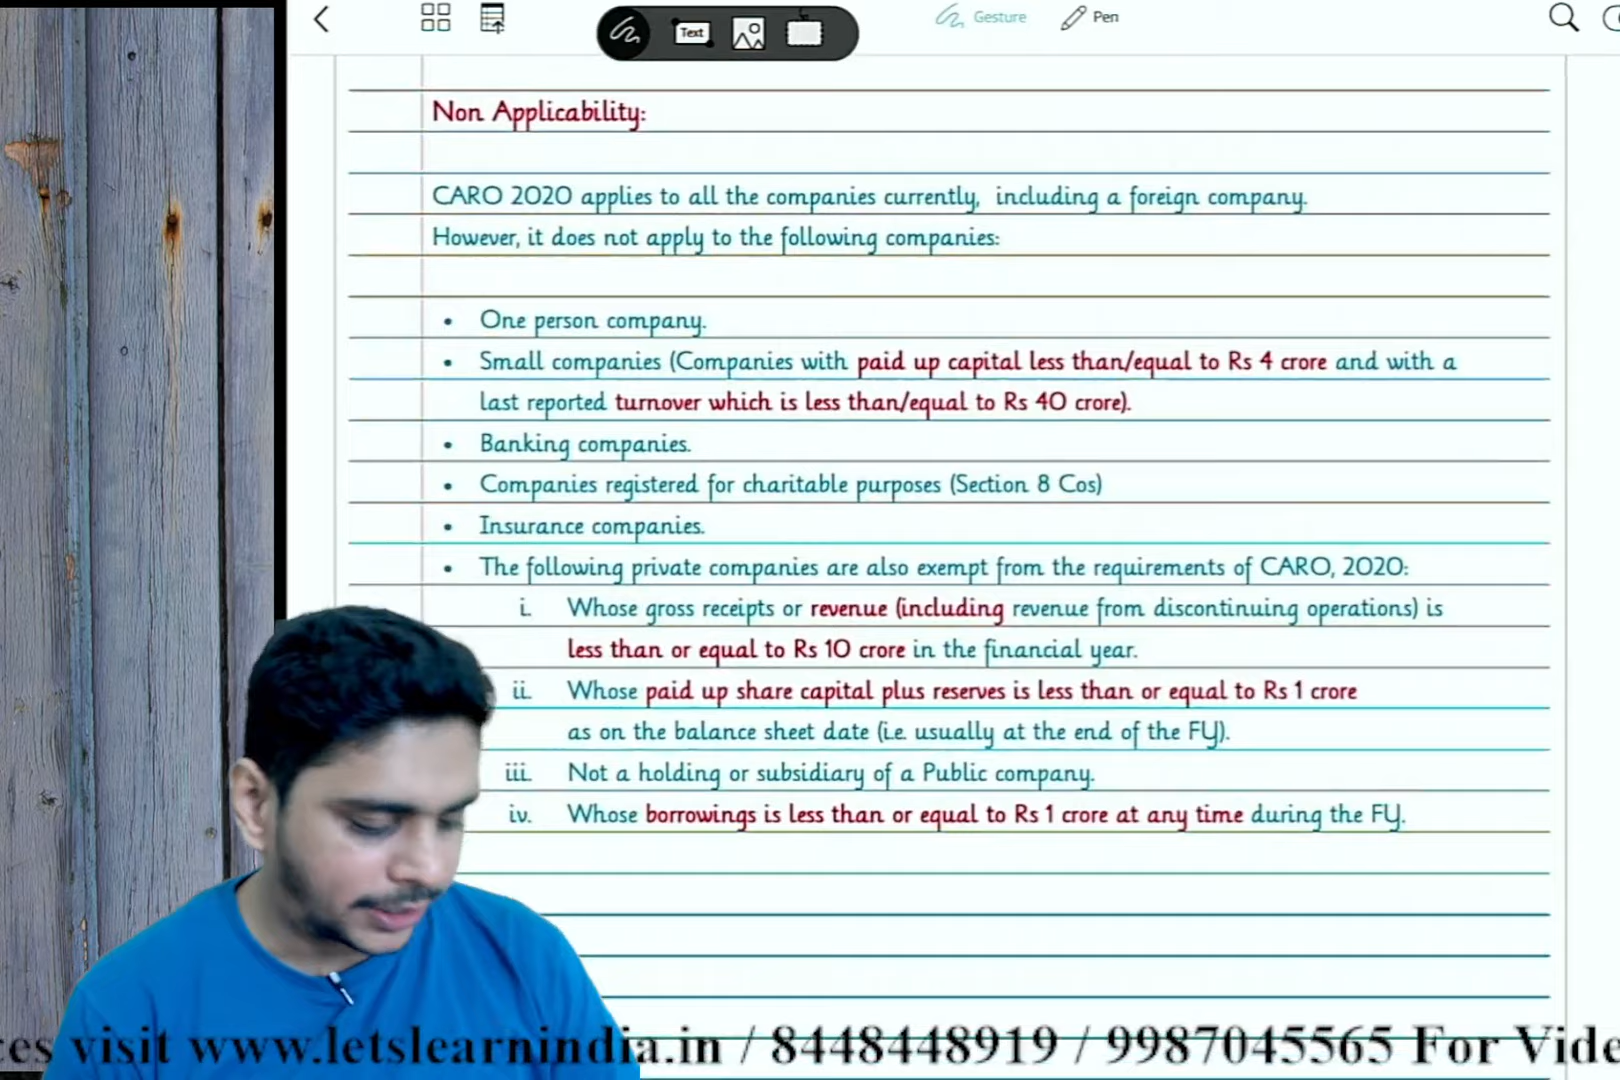 Text
Gesture
Pen
Non Applicability:
CARO 2020 applies to all the companies currently, including a foreign company.
However, it does not apply to the following companies:
• One person company.
• Small companies (Companies with paid up capital less than/equal to Rs 4 crore and with a
last reported turnover which is less than/equal to Rs 40 crore).
• Banking companies.
• Companies registered for charitable purposes (Section 8 Cos)
• Insurance companies.
• The following private companies are also exempt from the requirements of CARO, 2020:
i. Whose gross receipts or revenue (including revenue from discontinuing operations) is
less than or equal to Rs 10 crore in the financial year.
ii. Whose paid up share capital plus reserves is less than or equal to Rs 1 crore
as on the balance sheet date (i.e. usually at the end of the FY).
iii. Not a holding or subsidiary of a Public company.
iv. Whose borrowings is less than or equal to Rs 1 crore at any time during the FY.
visit www.letslearnindia.in / 8448448919 / 9987045565 For